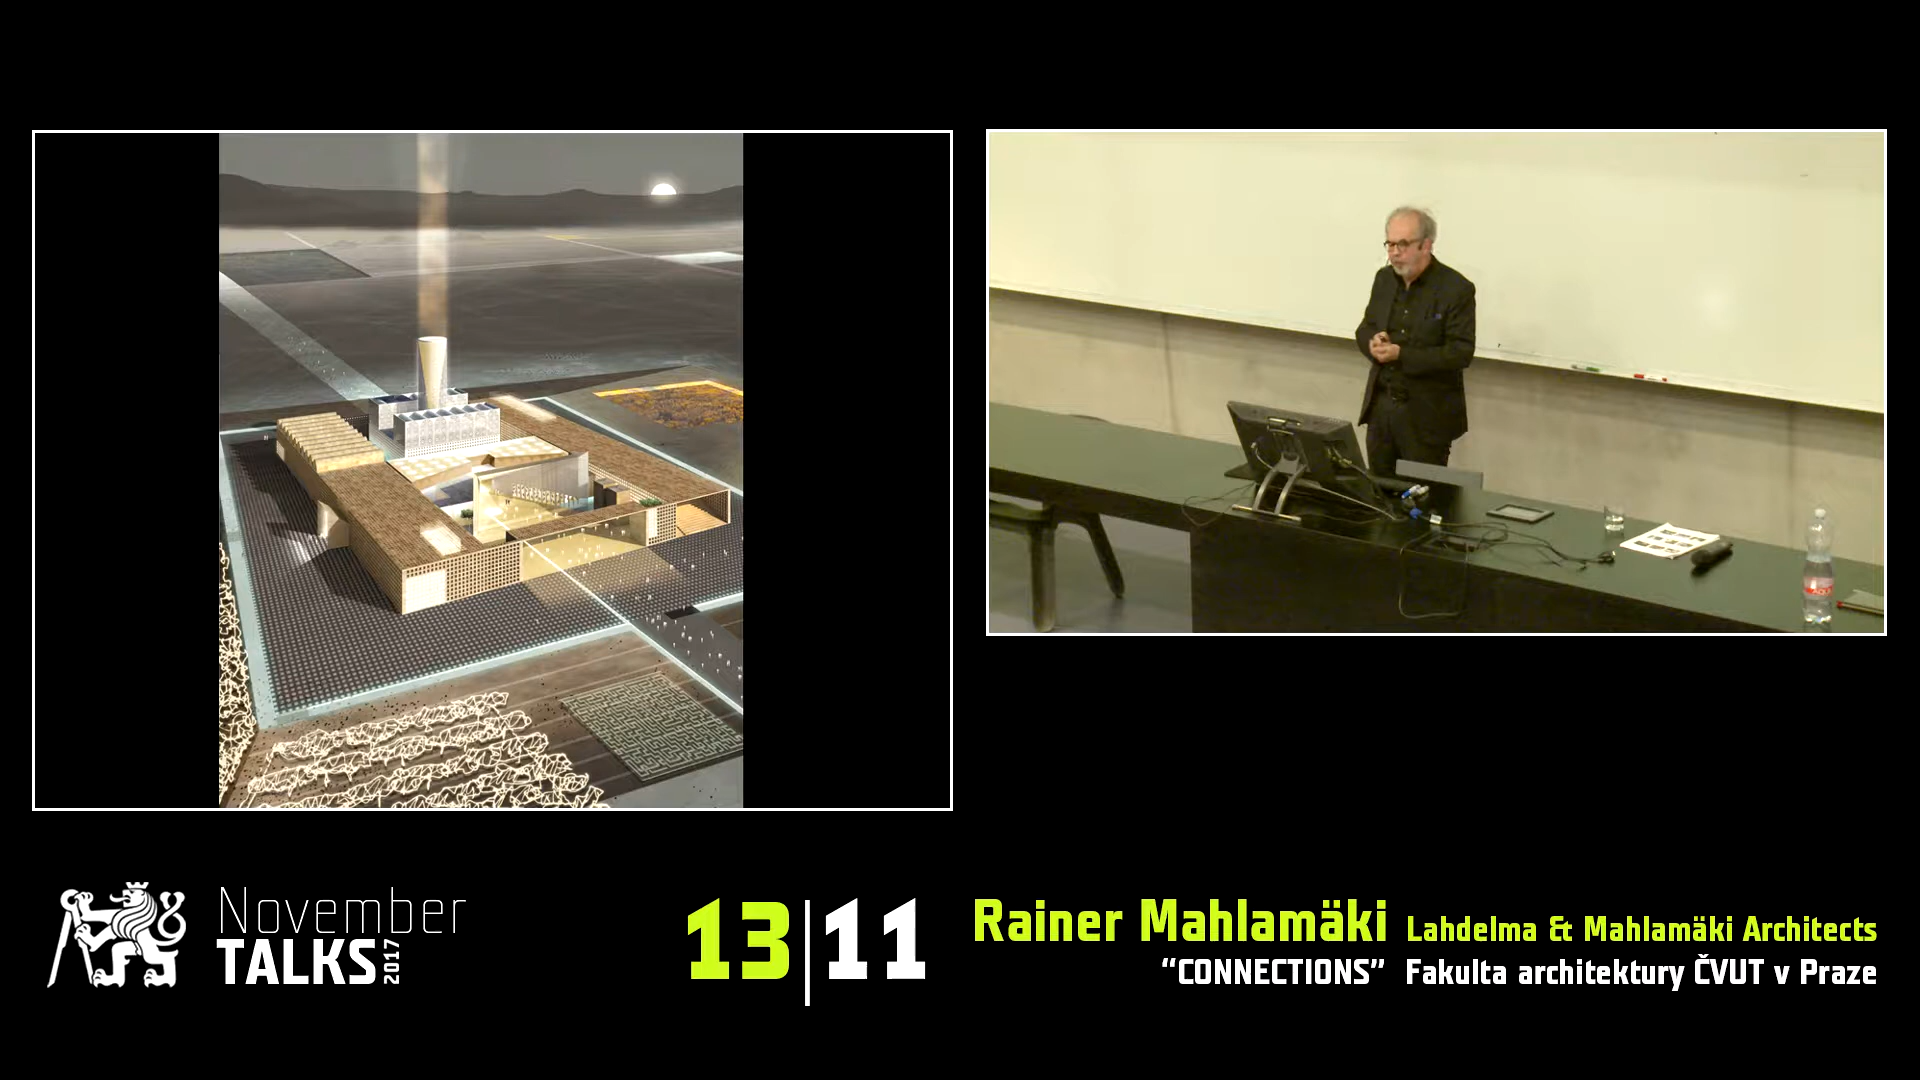 November
TALKS 2017
13|11
Rainer Mahlamäki Lahdelma & Mahlamäki Architects
“CONNECTIONS” Fakulta architektury ČVUT v Praze